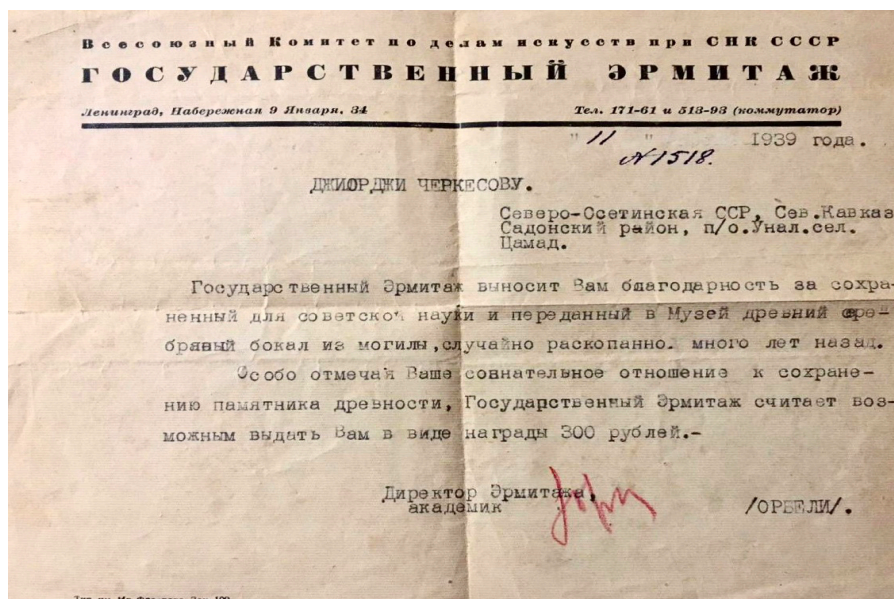 Всесоюзный Комитет по делам искусств при СНК СССР
ГОСУДАРСТВЕННЫЙ ЭРМИТАЖ
Ленинград, Набережная 9 Января, 34 Тел. 171-61 и 513-93 (коммутатор)
" 11 " 1939 года.
№1518.
ДЖИОРДЖИ ЧЕРКЕСОВУ.
Северо-Осетинская ССР, Сев.Кавказ
Садонский район, п/о.Унал.сел.
Цамад.
Государственный Эрмитаж выносит Вам благодарность за сохра-
ненный для советской науки и переданный в Музей древний сре-
бряный бокал из могилы,случайно раскопанной много лет назад.
Особо отмечая Ваше сознательное отношение к сохране-
нию памятника древности, Государственный Эрмитаж считает воз-
можным выдать Вам в виде награды 300 рублей.-
Директор Эрмитажа,
академик /ОРБЕЛИ/.